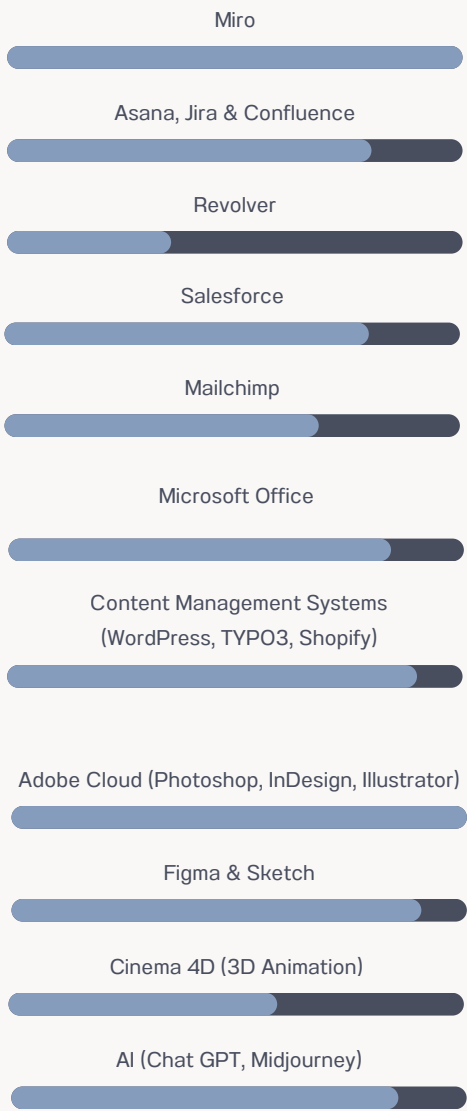 Miro
Asana, Jira & Confluence
Revolver
Salesforce
Mailchimp
Microsoft Office
Content Management Systems
(WordPress, TYPO3, Shopify)
Adobe Cloud (Photoshop, InDesign, Illustrator)
Figma & Sketch
Cinema 4D (3D Animation)
AI (Chat GPT, Midjourney)